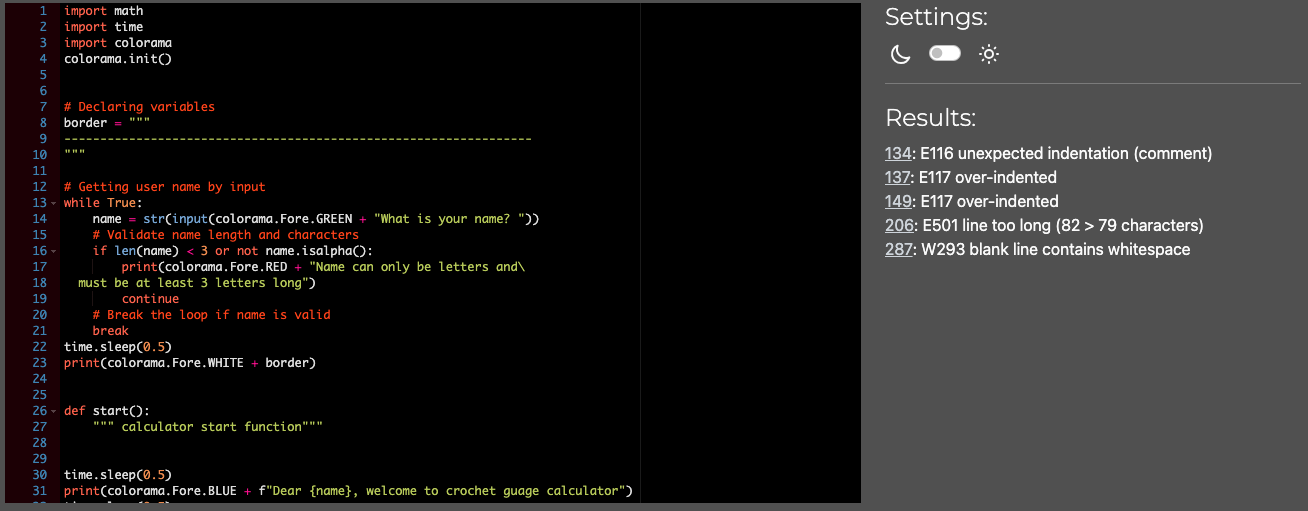 1 import math
2 import time
3 import colorama
4 colorama.init()
5
6
7 # Declaring variables
8 border = """
9 -----------------------------------------------------------------
10 """
11
12 # Getting user name by input
13 while True:
14     name = str(input(colorama.Fore.GREEN + "What is your name? "))
15     # Validate name length and characters
16     if len(name) < 3 or not name.isalpha():
17         print(colorama.Fore.RED + "Name can only be letters and\
18   must be at least 3 letters long")
19         continue
20     # Break the loop if name is valid
21     break
22 time.sleep(0.5)
23 print(colorama.Fore.WHITE + border)
24
25
26 def start():
27     """ calculator start function"""
28
29
30 time.sleep(0.5)
31 print(colorama.Fore.BLUE + f"Dear {name}, welcome to crochet guage calculator")
Settings:
Results:
134: E116 unexpected indentation (comment)
137: E117 over-indented
149: E117 over-indented
206: E501 line too long (82 > 79 characters)
287: W293 blank line contains whitespace